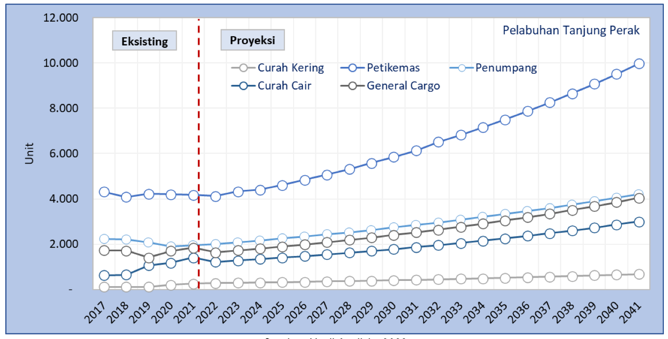 Pelabuhan Tanjung Perak
Eksisting
Proyeksi
Curah Kering
Petikemas
Penumpang
Curah Cair
General Cargo
Unit
12.000
10.000
8.000
6.000
4.000
2.000
-
2017 2018 2019 2020 2021 2022 2023 2024 2025 2026 2027 2028 2029 2030 2031 2032 2033 2034 2035 2036 2037 2038 2039 2040 2041